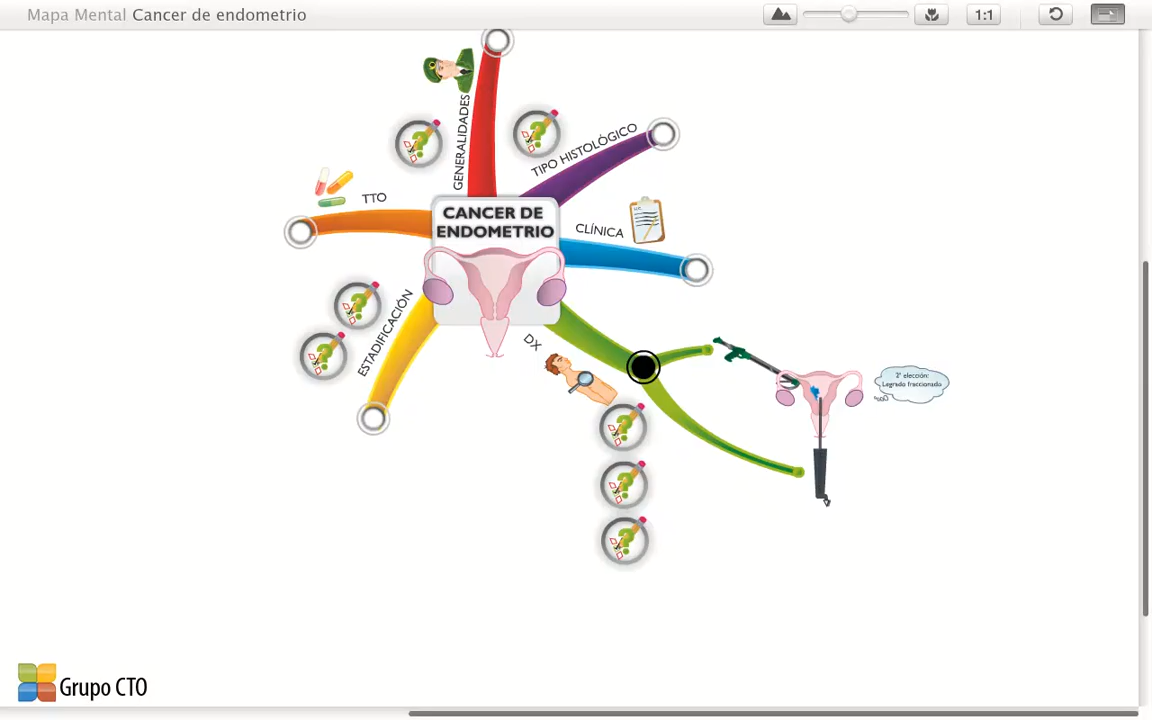 Mapa Mental Cancer de endometrio
1:1
GENERALIDADES
TIPO HISTOLÓGICO
TTO
CANCER DE
ENDOMETRIO
CLÍNICA
ESTADIFICACIÓN
DX
2ª elección:
Legrado fraccionado
Grupo CTO